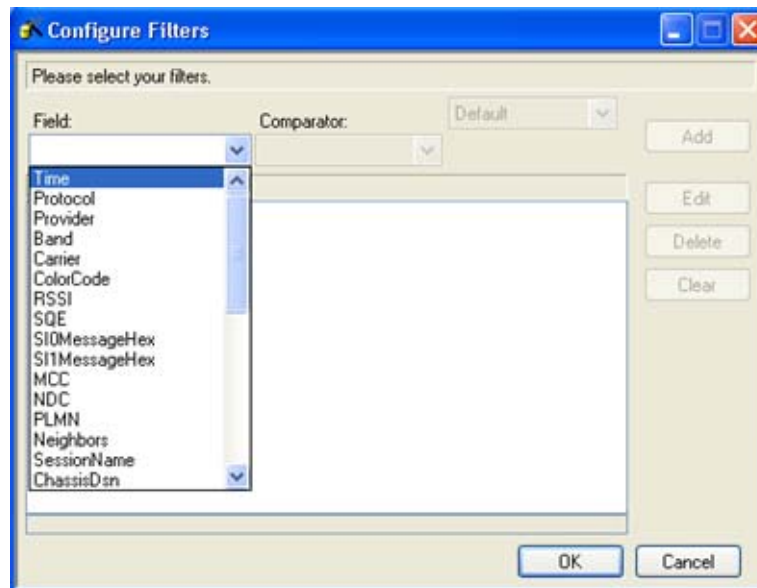 Configure Filters
Please select your filters.
Field:
Comparator:
Default
Add
Time
Protocol
Provider
Band
Carrier
ColorCode
RSSI
SQE
SI0MessageHex
SI1MessageHex
MCC
NDC
PLMN
Neighbors
SessionName
ChassisDsn
Edit
Delete
Clear
OK
Cancel